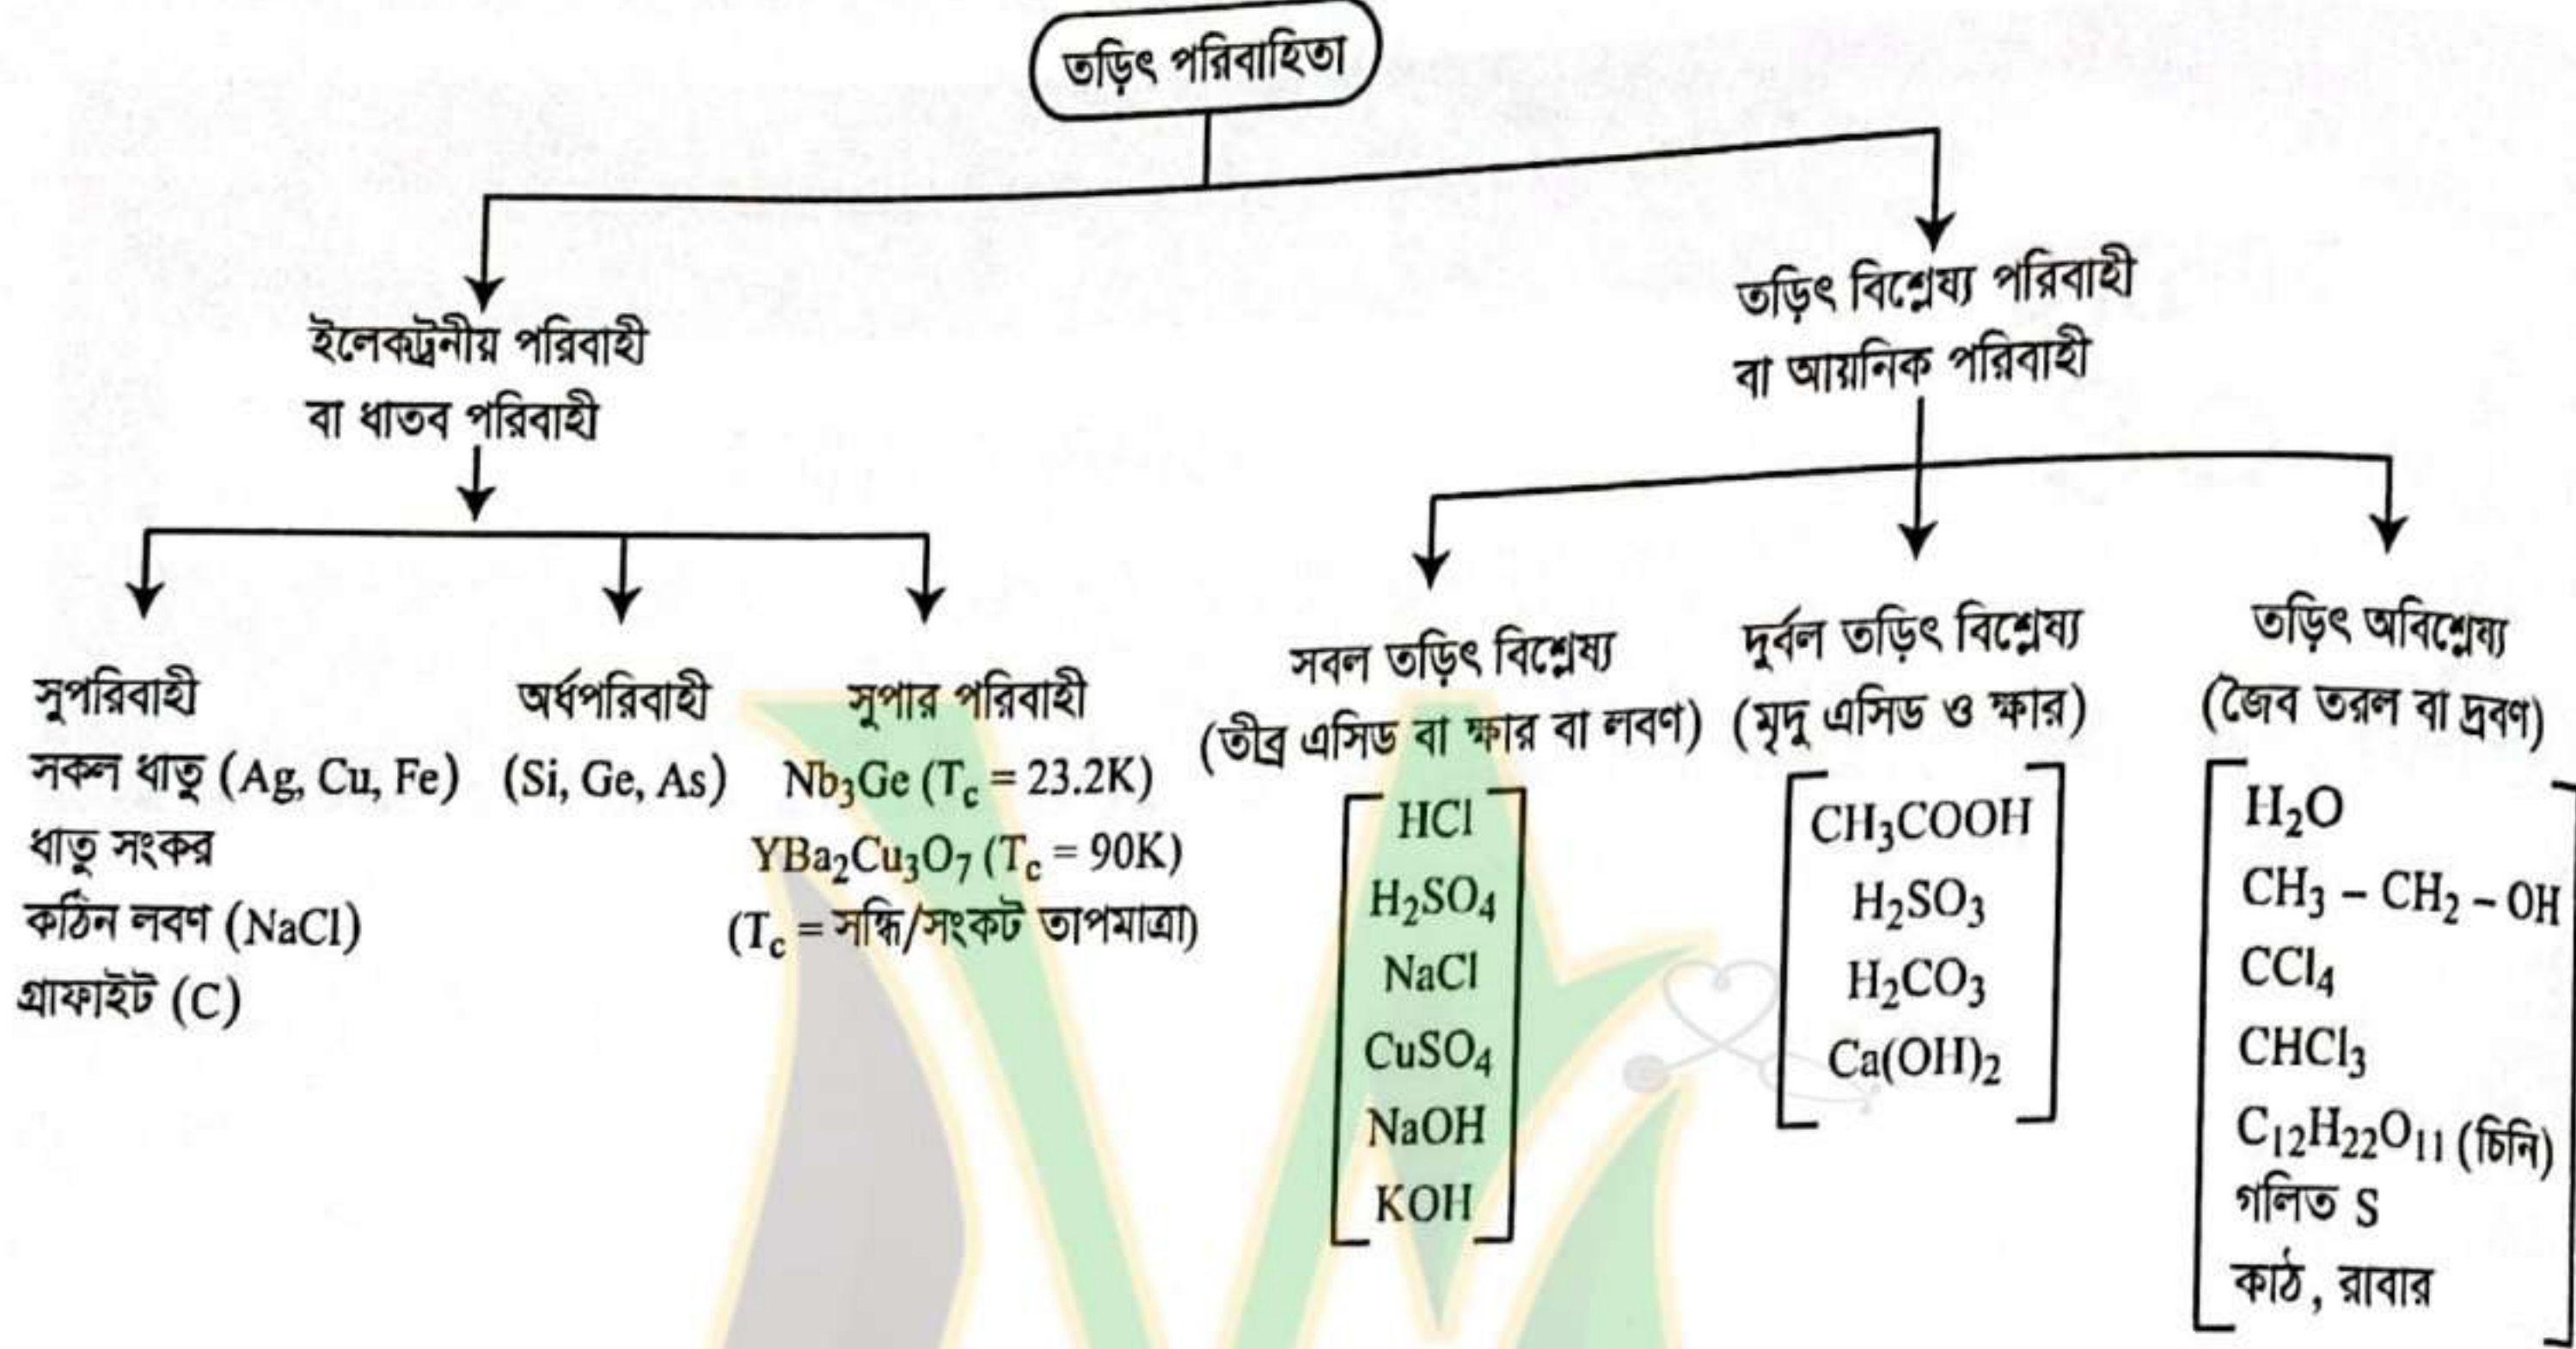 তড়িৎ পরিবাহিতা
ইলেকট্রনীয় পরিবাহী
বা ধাতব পরিবাহী
তড়িৎ বিশ্লেষ্য পরিবাহী
বা আয়নিক পরিবাহী
সুপরিবাহী
সকল ধাতু (Ag, Cu, Fe)
ধাতু সংকর
কঠিন লবণ (NaCl)
গ্রাফাইট (C)
অর্ধপরিবাহী
(Si, Ge, As)
সুপার পরিবাহী
Nb₃Ge (T꜀ = 23.2K)
YBa₂Cu₃O₇ (T꜀ = 90K)
(T꜀ = সন্ধি/সংকট তাপমাত্রা)
সবল তড়িৎ বিশ্লেষ্য
(তীব্র এসিড বা ক্ষার বা লবণ)
HCl
H₂SO₄
NaCl
CuSO₄
NaOH
KOH
দুর্বল তড়িৎ বিশ্লেষ্য
(মৃদু এসিড ও ক্ষার)
CH₃COOH
H₂SO₃
H₂CO₃
Ca(OH)₂
তড়িৎ অবিশ্লেষ্য
(জৈব তরল বা দ্রবণ)
H₂O
CH₃ – CH₂ – OH
CCl₄
CHCl₃
C₁₂H₂₂O₁₁ (চিনি)
গলিত S
কাঠ, রাবার